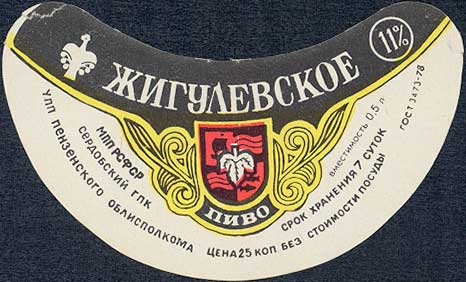 ЖИГУЛЕВСКОЕ
11%
МПП РСФСР
СЕРДОБСКИЙ ГПК
УПП ПЕНЗЕНСКОГО ОБЛИСПОЛКОМА
ПИВО
ВМЕСТИМОСТЬ 0,5 л
СРОК ХРАНЕНИЯ 7 СУТОК
ЦЕНА 25 КОП. БЕЗ СТОИМОСТИ ПОСУДЫ
ГОСТ 3473-78